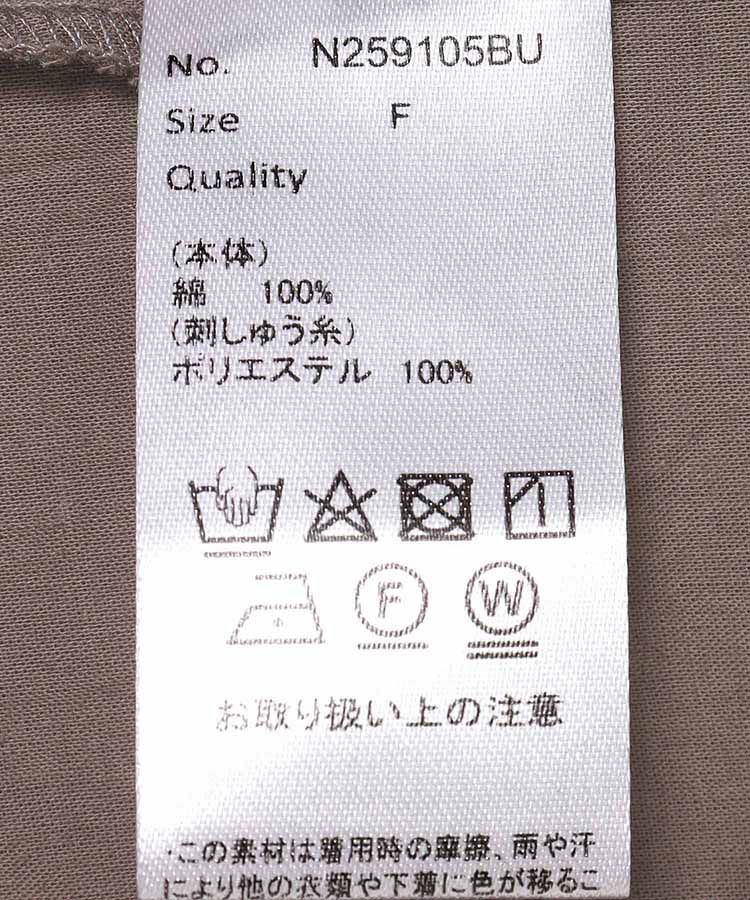 No. N259105BU
Size F
Quality
(本体)
綿 100%
(刺しゅう糸)
ポリエステル 100%
F W
お取り扱い上の注意
・この素材は着用時の摩擦、雨や汗
により他の衣類や下着に色が移るこ